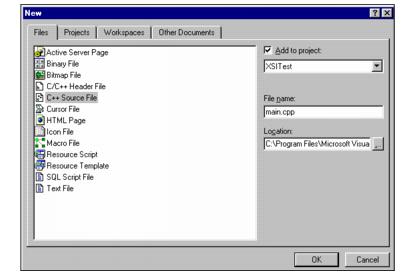 New
Files Projects Workspaces Other Documents
Active Server Page
Binary File
Bitmap File
C/C++ Header File
C++ Source File
Cursor File
HTML Page
Icon File
Macro File
Resource Script
Resource Template
SQL Script File
Text File
Add to project:
XSITest
File name:
main.cpp
Location:
C:\Program Files\Microsoft Visua ...
OK Cancel